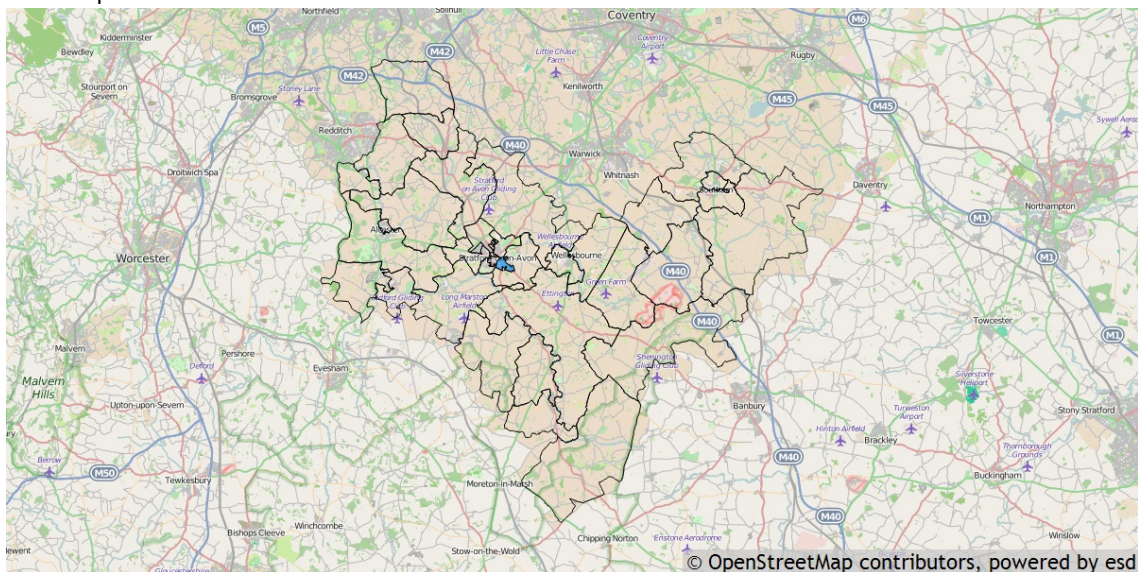 Northfield
Solihull
Coventry
Kidderminster
Bewdley
M5
M42
Little Chase
Farm
Coventry
Airport
M6
Rugby
Stourport on
Severn
Bromsgrove
Stoney Lane
M42
Kenilworth
M45
M45
Redditch
M40
Warwick
Whitnash
Droitwich Spa
Daventry
Northampton
Stratford
on Avon Gliding
Club
M1
Worcester
Wellesbourne
M1
M40
Green Farm
Long Marston
Airfield
Ettington
M40
Towcester
M1
Malvern
Pershore
Evesham
Defford
Shenington
Gliding Club
Silverstone
Heliport
Malvern
Hills
Upton-upon-Severn
Banbury
Hinton Airfield
Turweston
Airport
Stony Stratford
Brackley
Thornborough
Grounds
Berrow
M50
Tewkesbury
Moreton-in-Marsh
M40
Buckingham
Winchcombe
Bishops Cleeve
M40
Chipping Norton
Winslow
Stow-on-the-Wold
Enstone Aerodrome
Gloucestershire
© OpenStreetMap contributors, powered by esd